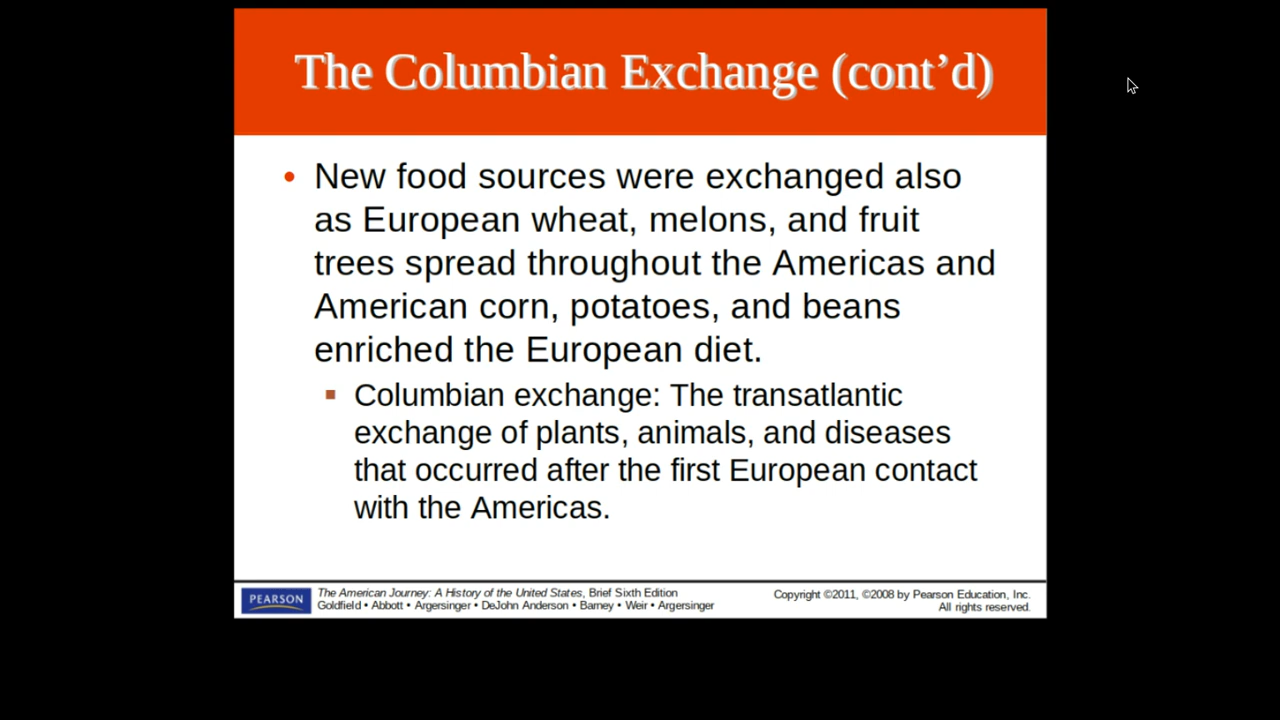 The Columbian Exchange (cont’d)
• New food sources were exchanged also
as European wheat, melons, and fruit
trees spread throughout the Americas and
American corn, potatoes, and beans
enriched the European diet.
▪ Columbian exchange: The transatlantic
exchange of plants, animals, and diseases
that occurred after the first European contact
with the Americas.
PEARSON
The American Journey: A History of the United States, Brief Sixth Edition
Goldfield • Abbott • Argersinger • DeJohn Anderson • Barney • Weir • Argersinger
Copyright ©2011, ©2008 by Pearson Education, Inc.
All rights reserved.